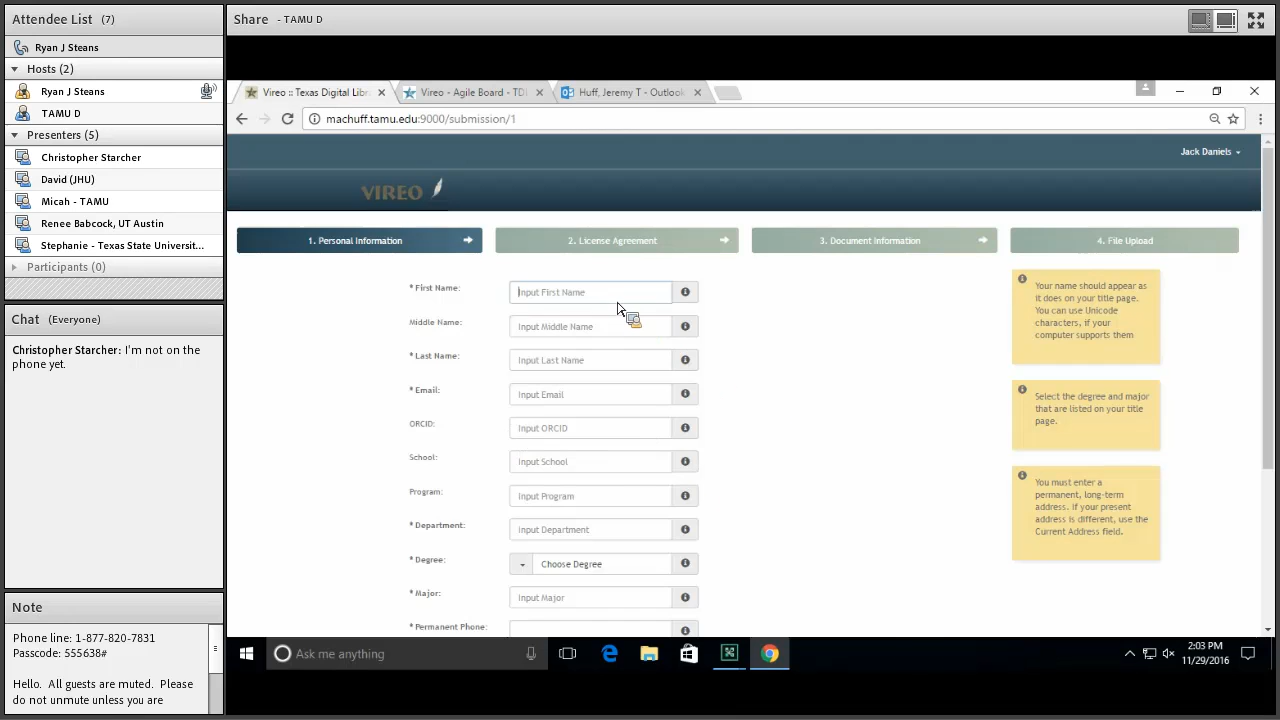 Attendee List (7)
Ryan J Steans
Hosts (2)
Ryan J Steans
TAMU D
Presenters (5)
Christopher Starcher
David (JHU)
Micah - TAMU
Renee Babcock, UT Austin
Stephanie - Texas State Universit...
Participants (0)
Chat (Everyone)
Christopher Starcher: I'm not on the
phone yet.
Note
Phone line: 1-877-820-7831
Passcode: 555638#
Hello. All guests are muted. Please
do not unmute unless you are
Share - TAMU D
Vireo :: Texas Digital Libra
Vireo - Agile Board - TDL
Huff, Jeremy T - Outlook
machuff.tamu.edu:9000/submission/1
Jack Daniels
VIREO
1. Personal Information
2. License Agreement
3. Document Information
4. File Upload
* First Name:
Input First Name
Middle Name:
Input Middle Name
* Last Name:
Input Last Name
* Email:
Input Email
ORCID:
Input ORCID
School:
Input School
Program:
Input Program
* Department:
Input Department
* Degree:
Choose Degree
* Major:
Input Major
* Permanent Phone:
Your name should appear as
it does on your title page.
You can use Unicode
characters, if your
computer supports them
Select the degree and major
that are listed on your title
page.
You must enter a
permanent, long-term
address. If your present
address is different, use the
Current Address field.
Ask me anything
2:03 PM
11/29/2016